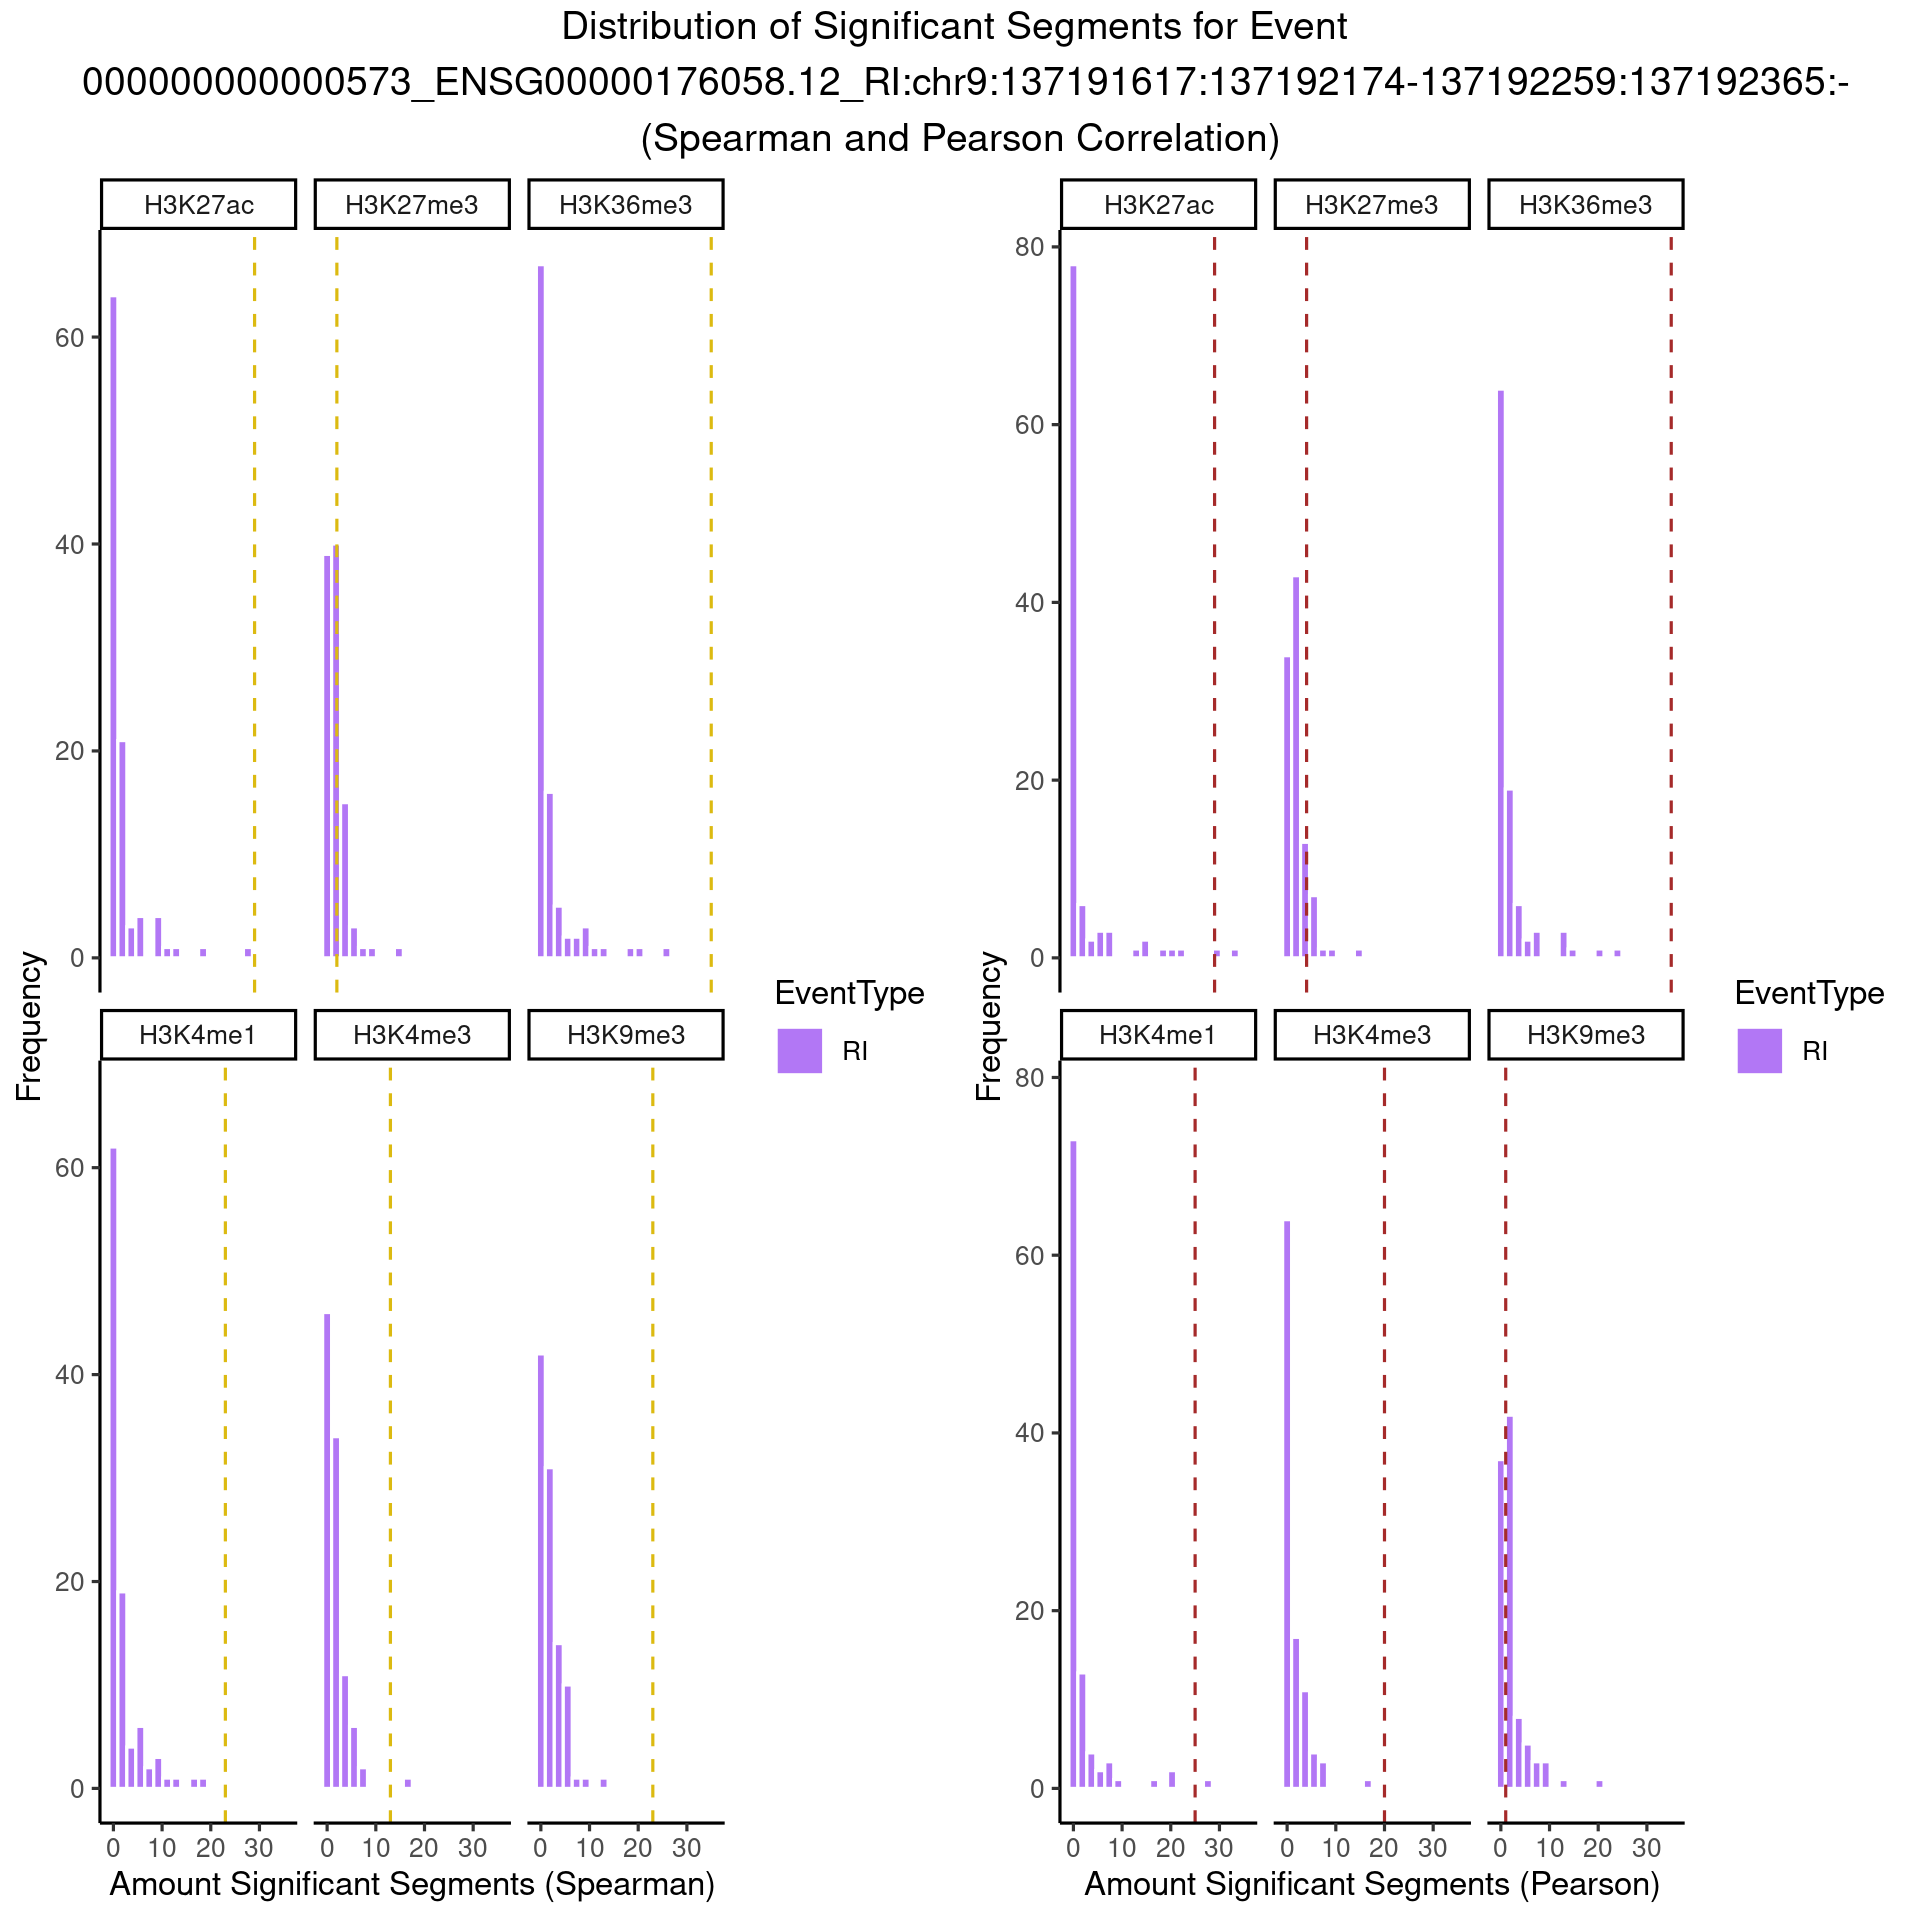 Distribution of Significant Segments for Event
000000000000573_ENSG00000176058.12_RI:chr9:137191617:137192174-137192259:137192365:-
(Spearman and Pearson Correlation)
H3K27ac H3K27me3 H3K36me3
60
40
20
0
H3K4me1 H3K4me3 H3K9me3
60
40
20
0
0 10 20 30 0 10 20 30 0 10 20 30
Frequency
Amount Significant Segments (Spearman)
EventType
RI
H3K27ac H3K27me3 H3K36me3
80
60
40
20
0
H3K4me1 H3K4me3 H3K9me3
80
60
40
20
0
0 10 20 30 0 10 20 30 0 10 20 30
Frequency
Amount Significant Segments (Pearson)
EventType
RI